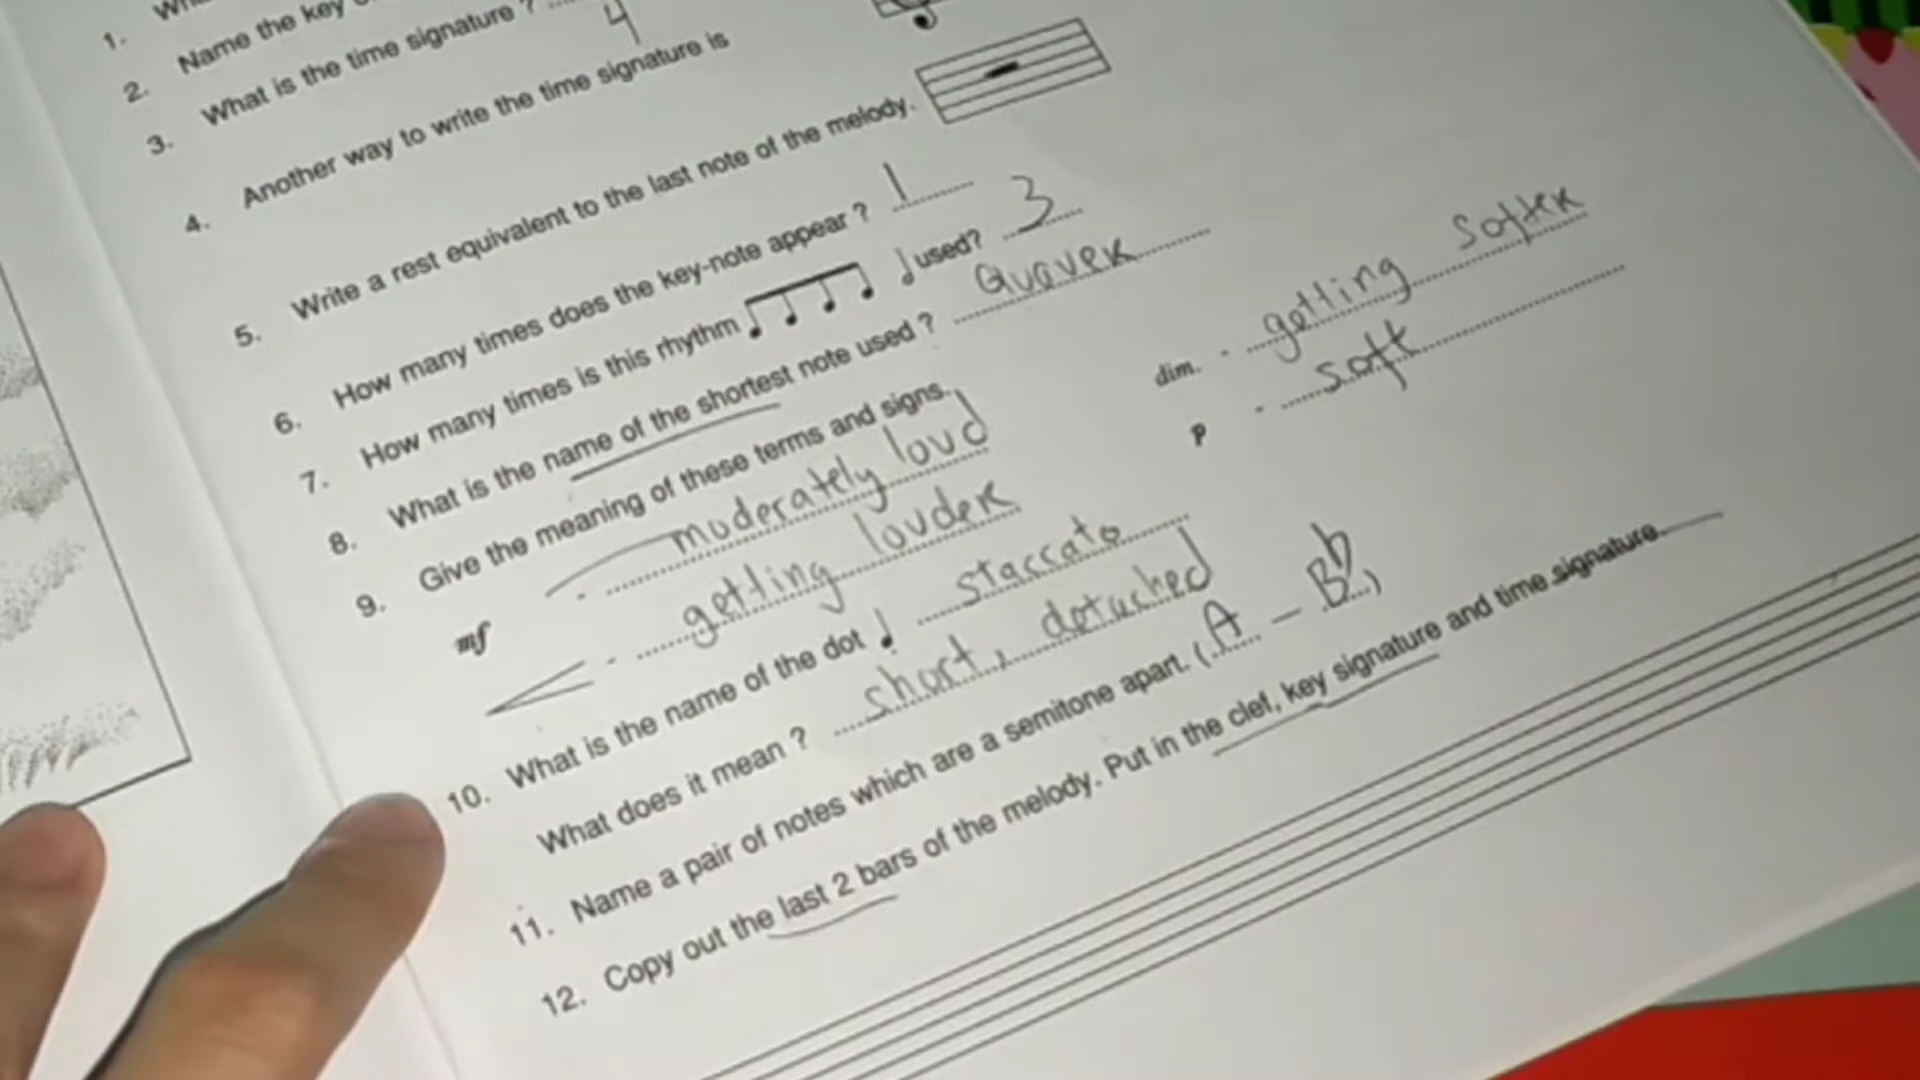 1.
2. Name the key
3. What is the time signature ? 4
4. Another way to write the time signature is
5. Write a rest equivalent to the last note of the melody.
6. How many times does the key-note appear ? 1
7. How many times is this rhythm used? 3
8. What is the name of the shortest note used ? Quaver
9. Give the meaning of these terms and signs.
mf - moderately loud
dim. - getting softer
- getting louder
p - soft
10. What is the name of the dot staccato
What does it mean ? short, detached
11. Name a pair of notes which are a semitone apart. (A - Bb)
12. Copy out the last 2 bars of the melody. Put in the clef, key signature and time signature.